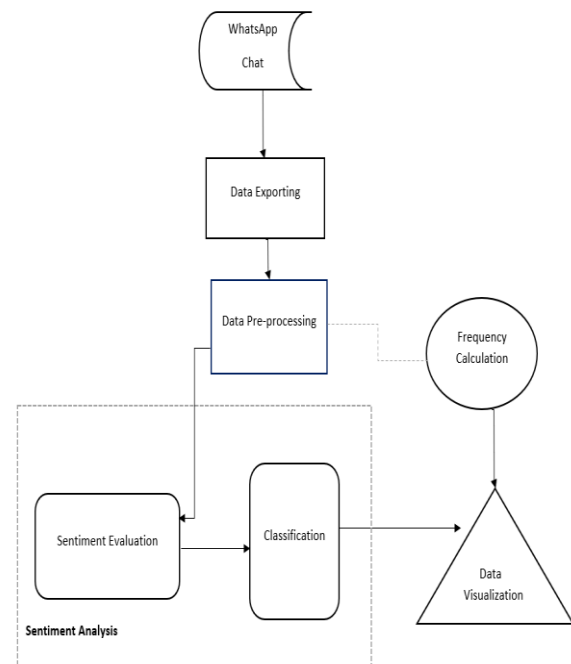 WhatsApp
Chat
Data Exporting
Data Pre-processing
Frequency
Calculation
Sentiment Evaluation
Classification
Data
Visualization
Sentiment Analysis